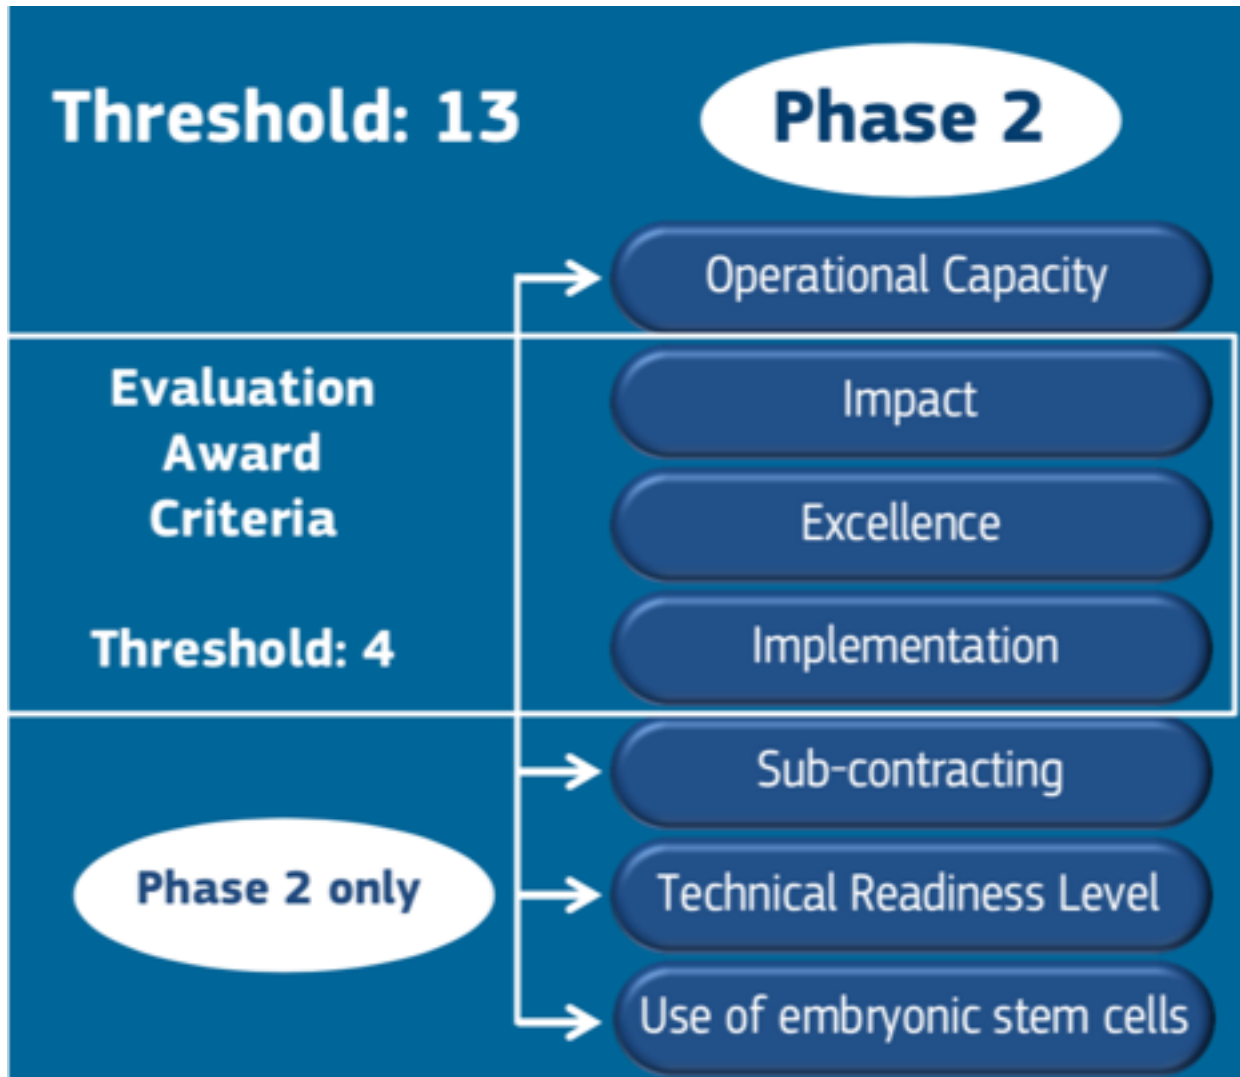 Threshold: 13
Phase 2
Operational Capacity
Evaluation
Award
Criteria
Threshold: 4
Impact
Excellence
Implementation
Phase 2 only
Sub-contracting
Technical Readiness Level
Use of embryonic stem cells